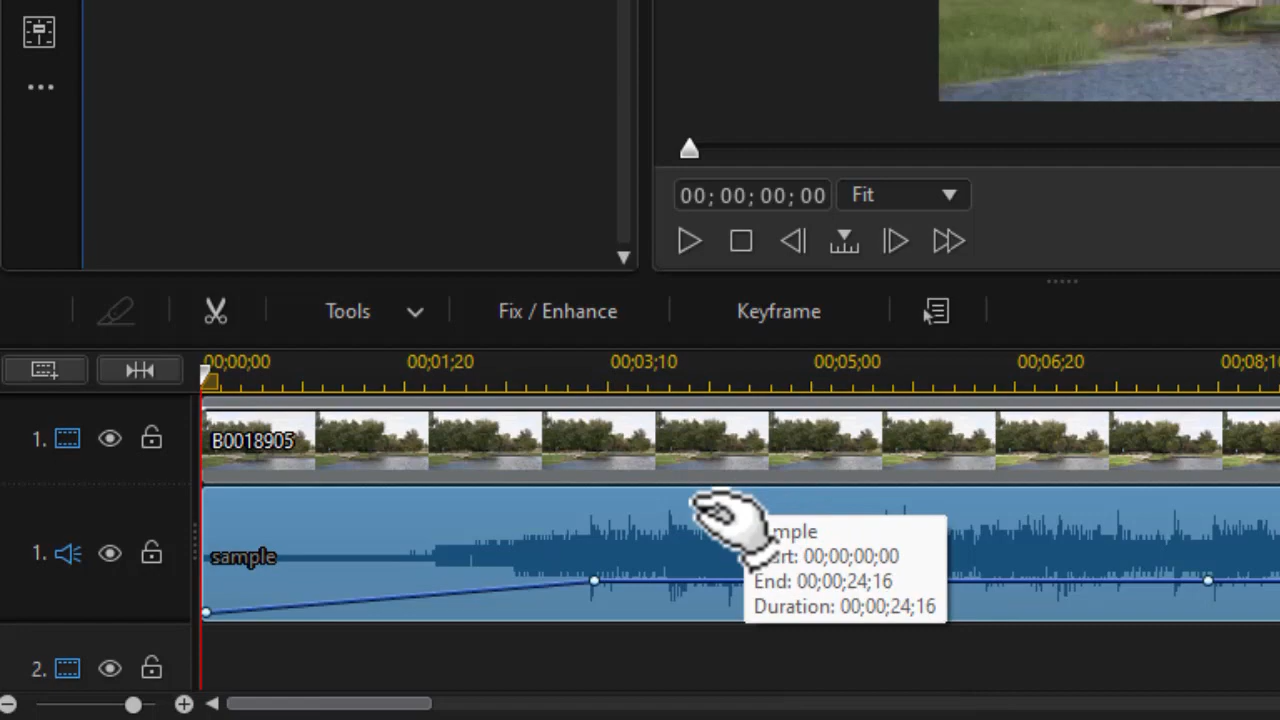 00; 00; 00; 00 Fit
Tools Fix / Enhance Keyframe
00;00;00 00;01;20 00;03;10 00;05;00 00;06;20 00;08;10
1. B0018905
1. sample
mple
rt: 00;00;00;00
End: 00;00;24;16
Duration: 00;00;24;16
2.